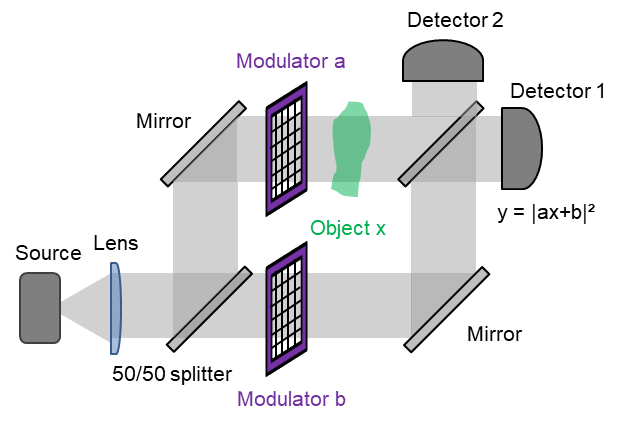 Detector 2
Modulator a
Detector 1
Mirror
y = |ax+b|²
Object x
Source
Lens
Mirror
50/50 splitter
Modulator b